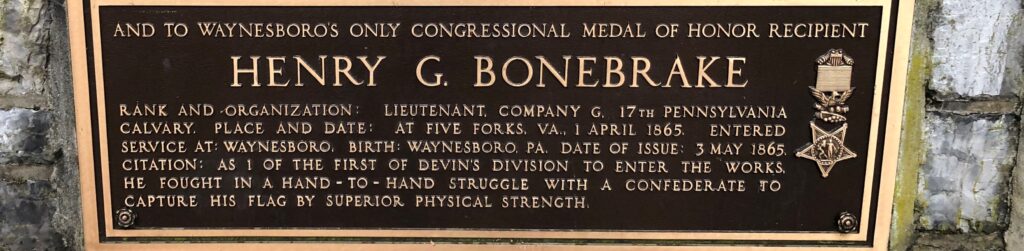 AND TO WAYNESBORO'S ONLY CONGRESSIONAL MEDAL OF HONOR RECIPIENT
HENRY G. BONEBRAKE
RANK AND ORGANIZATION: LIEUTENANT, COMPANY G, 17TH PENNSYLVANIA
CALVARY. PLACE AND DATE: AT FIVE FORKS, VA., 1 APRIL 1865. ENTERED
SERVICE AT: WAYNESBORO. BIRTH: WAYNESBORO, PA. DATE OF ISSUE: 3 MAY 1865.
CITATION: AS 1 OF THE FIRST OF DEVIN'S DIVISION TO ENTER THE WORKS,
HE FOUGHT IN A HAND-TO-HAND STRUGGLE WITH A CONFEDERATE TO
CAPTURE HIS FLAG BY SUPERIOR PHYSICAL STRENGTH.